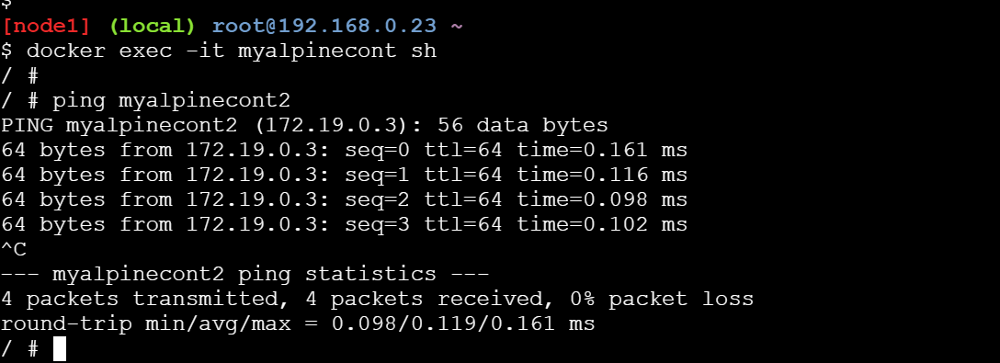 $
[node1] (local) root@192.168.0.23 ~
$ docker exec -it myalpinecont sh
/ #
/ # ping myalpinecont2
PING myalpinecont2 (172.19.0.3): 56 data bytes
64 bytes from 172.19.0.3: seq=0 ttl=64 time=0.161 ms
64 bytes from 172.19.0.3: seq=1 ttl=64 time=0.116 ms
64 bytes from 172.19.0.3: seq=2 ttl=64 time=0.098 ms
64 bytes from 172.19.0.3: seq=3 ttl=64 time=0.102 ms
^C
--- myalpinecont2 ping statistics ---
4 packets transmitted, 4 packets received, 0% packet loss
round-trip min/avg/max = 0.098/0.119/0.161 ms
/ #